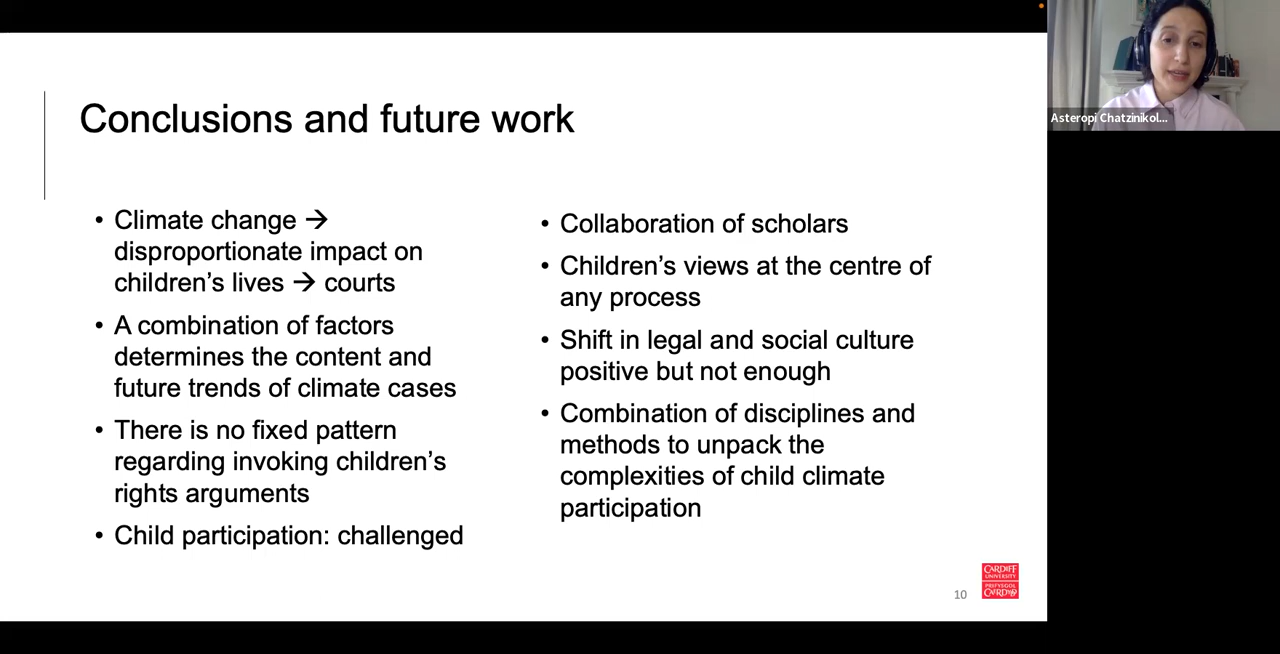 Conclusions and future work
• Climate change →
disproportionate impact on
children's lives → courts
• A combination of factors
determines the content and
future trends of climate cases
• There is no fixed pattern
regarding invoking children's
rights arguments
• Child participation: challenged
• Collaboration of scholars
• Children's views at the centre of
any process
• Shift in legal and social culture
positive but not enough
• Combination of disciplines and
methods to unpack the
complexities of child climate
participation
10
CARDIFF
UNIVERSITY
PRIFYSGOL
CAERDYDD
Asteropi Chatzinikol...